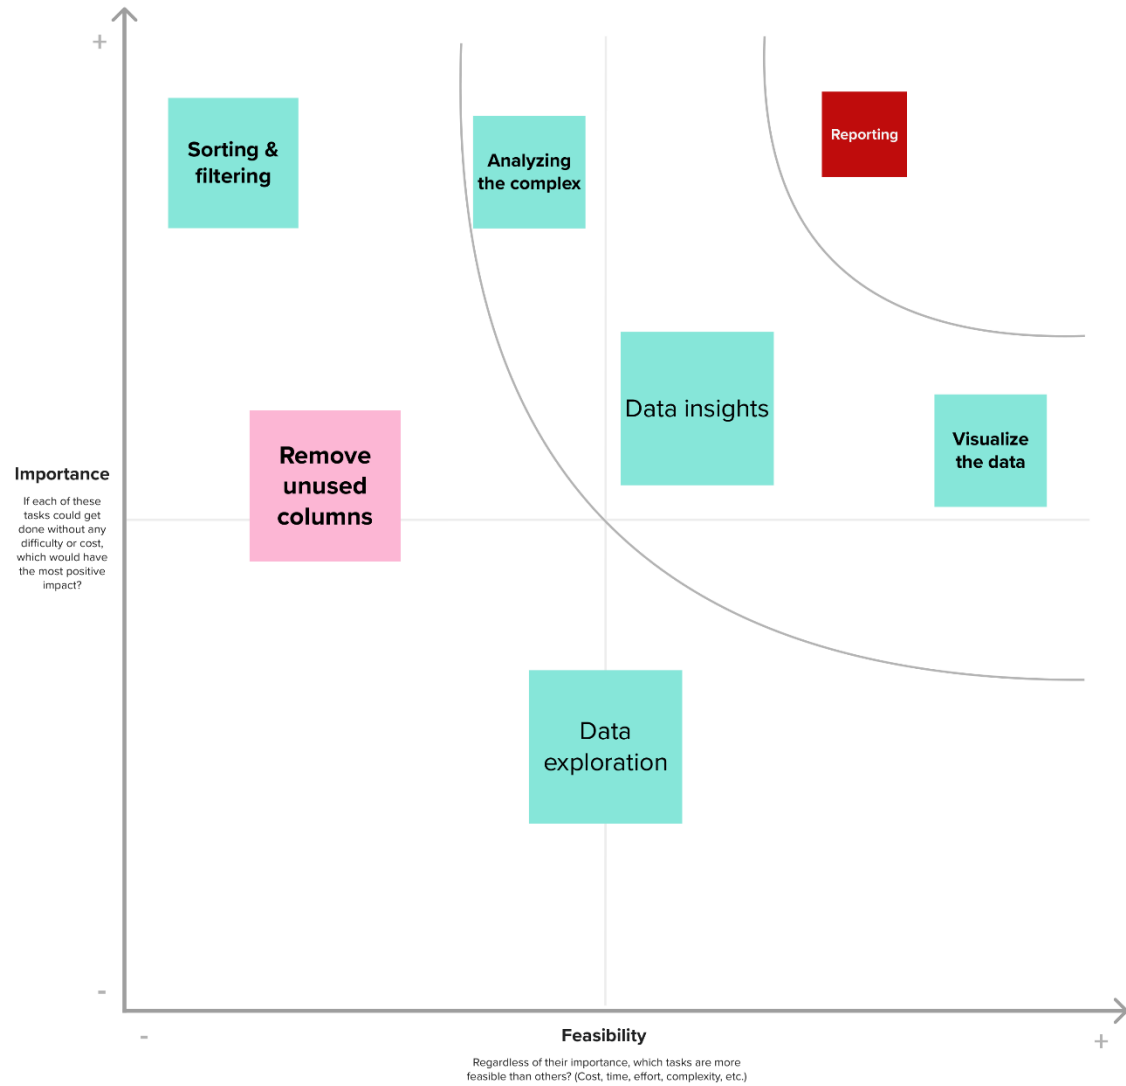 +
Sorting &
filtering
Analyzing
the complex
Reporting
Data insights
Visualize
the data
Remove
unused
columns
Importance
If each of these
tasks could get
done without any
difficulty or cost,
which would have
the most positive
impact?
Data
exploration
-
-
Feasibility
+
Regardless of their importance, which tasks are more
feasible than others? (Cost, time, effort, complexity, etc.)